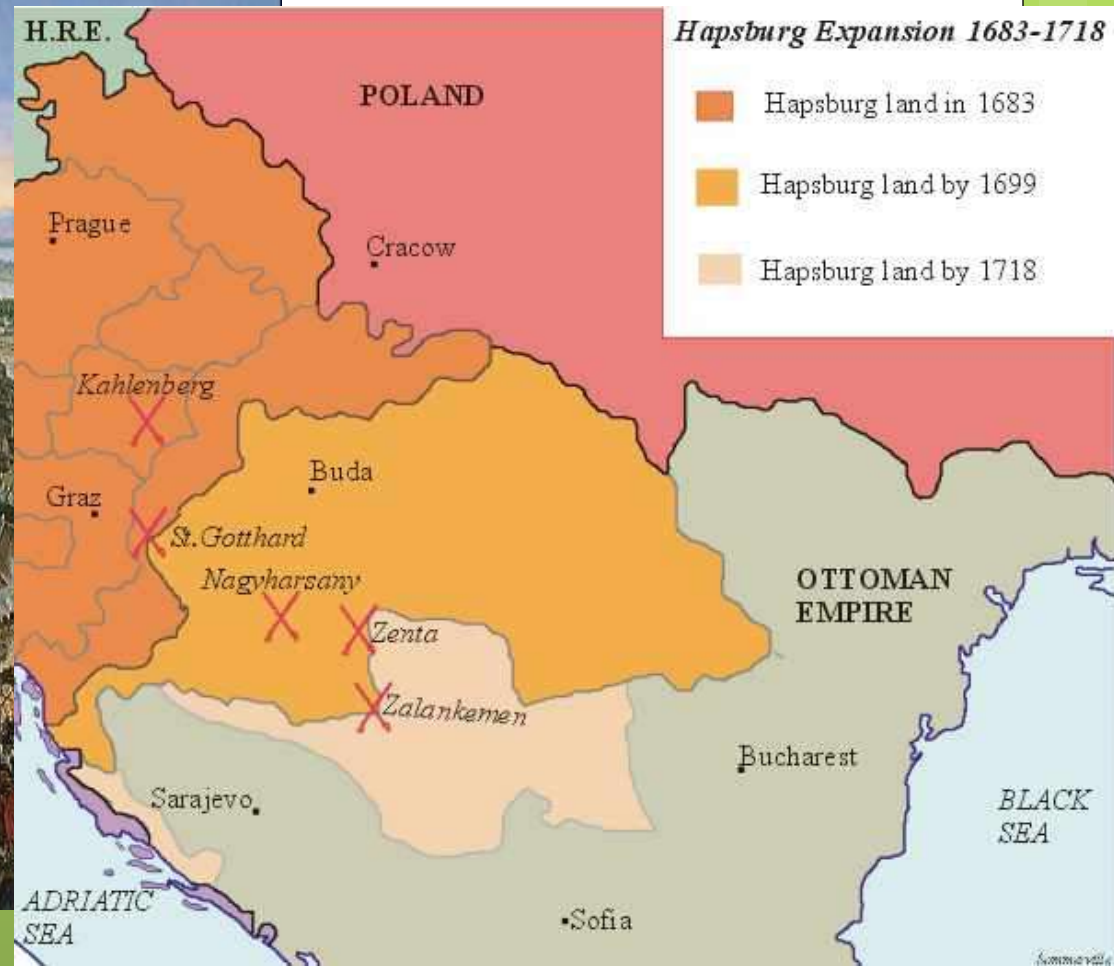 H.R.E.
Hapsburg Expansion 1683-1718
POLAND
Hapsburg land in 1683
Hapsburg land by 1699
Hapsburg land by 1718
Prague
Cracow
Kahlenberg
Buda
Graz
St. Gotthard
Nagyharsany
OTTOMAN
EMPIRE
Zenta
Zalankemen
Bucharest
Sarajevo
BLACK
SEA
ADRIATIC
SEA
Sofia